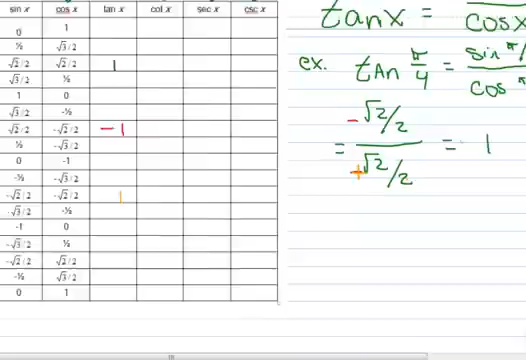 sin x cos x tan x cot x sec x csc x
0 1
½ √3/2
√2/2 √2/2 1
√3/2 ½
1 0
√3/2 -½
√2/2 -√2/2 -1
½ -√3/2
0 -1
-½ -√3/2
-√2/2 -√2/2 1
-√3/2 -½
-1 0
-√3/2 ½
-√2/2 √2/2
-½ √3/2
0 1
tanx =
cosx
ex. tAn π/4 = sin π/
cos
= -√2/2 / +√2/2 = 1